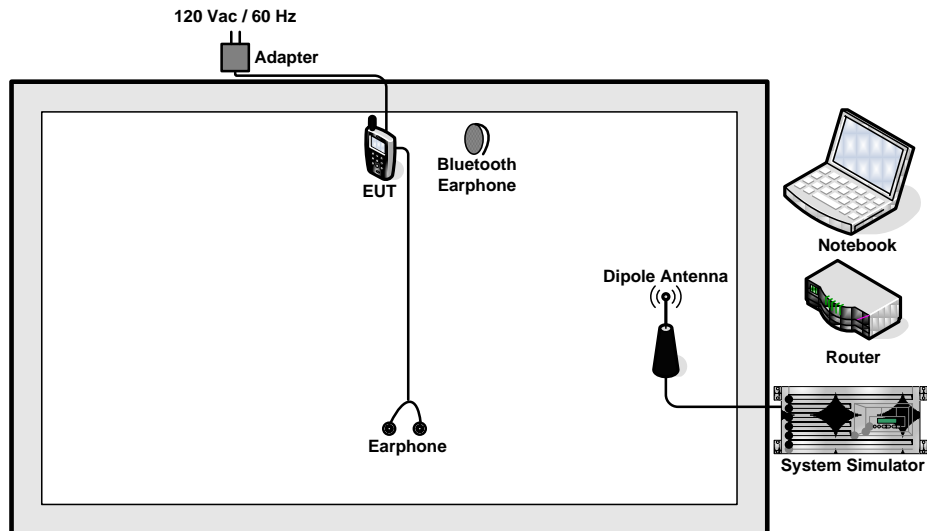 120 Vac / 60 Hz
Adapter
EUT
Bluetooth
Earphone
Notebook
Dipole Antenna
Router
Earphone
System Simulator